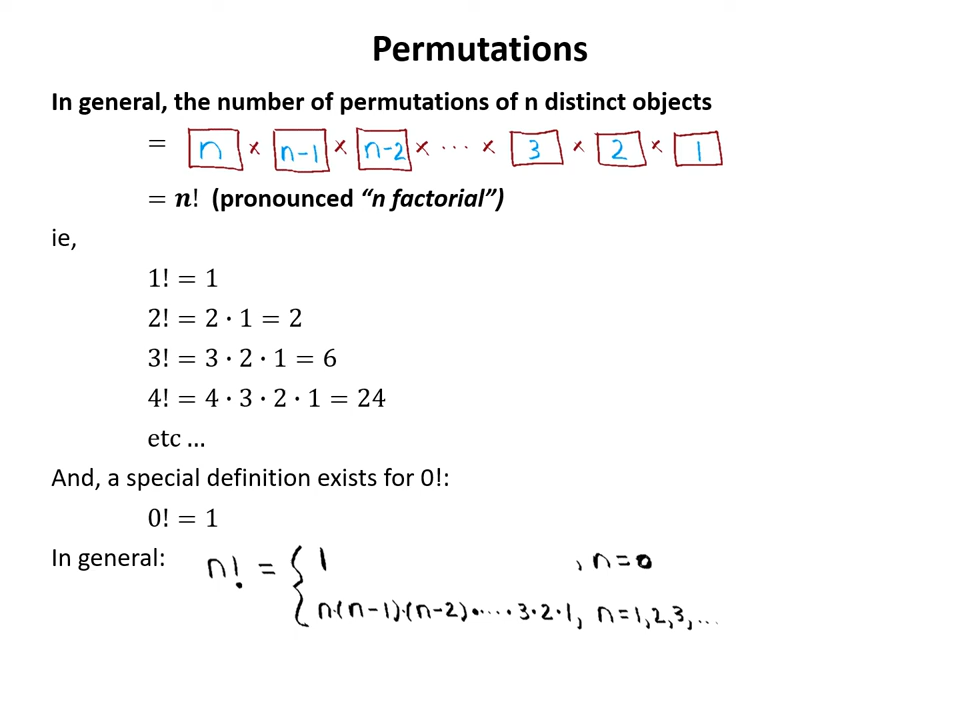 Permutations
In general, the number of permutations of n distinct objects
= n × n-1 × n-2 × ... × 3 × 2 × 1
= n! (pronounced “n factorial”)
ie,
1! = 1
2! = 2 · 1 = 2
3! = 3 · 2 · 1 = 6
4! = 4 · 3 · 2 · 1 = 24
etc ...
And, a special definition exists for 0!:
0! = 1
In general: n! = { 1 , n=0
n·(n-1)·(n-2)·....· 3·2·1, n=1,2,3,...